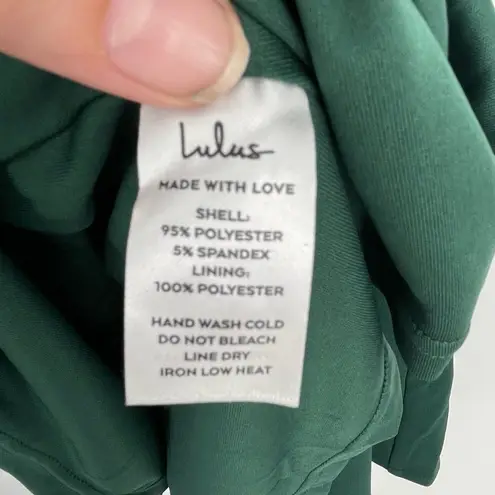 Lulus
MADE WITH LOVE
SHELL:
95% POLYESTER
5% SPANDEX
LINING:
100% POLYESTER
HAND WASH COLD
DO NOT BLEACH
LINE DRY
IRON LOW HEAT